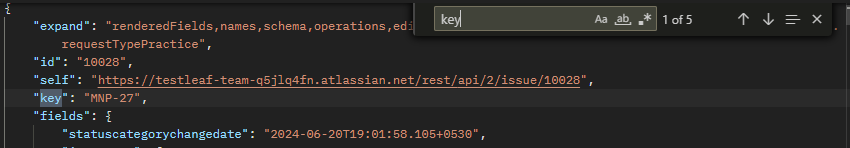 {
"expand": "renderedFields,names,schema,operations,edi
requestTypePractice",
"id": "10028",
"self": "https://testleaf-team-q5jlq4fn.atlassian.net/rest/api/2/issue/10028",
"key": "MNP-27",
"fields": {
"statuscategorychangedate": "2024-06-20T19:01:58.105+0530",
key
Aa ab .*
1 of 5